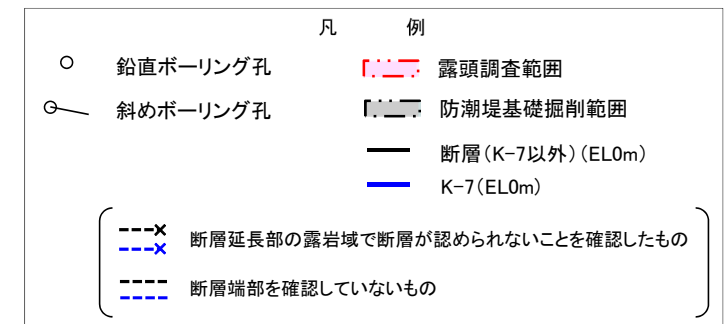 凡 例
鉛直ボーリング孔
露頭調査範囲
斜めボーリング孔
防潮堤基礎掘削範囲
断層(K-7以外)(EL0m)
K-7(EL0m)
断層延長部の露岩域で断層が認められないことを確認したもの
断層端部を確認していないもの